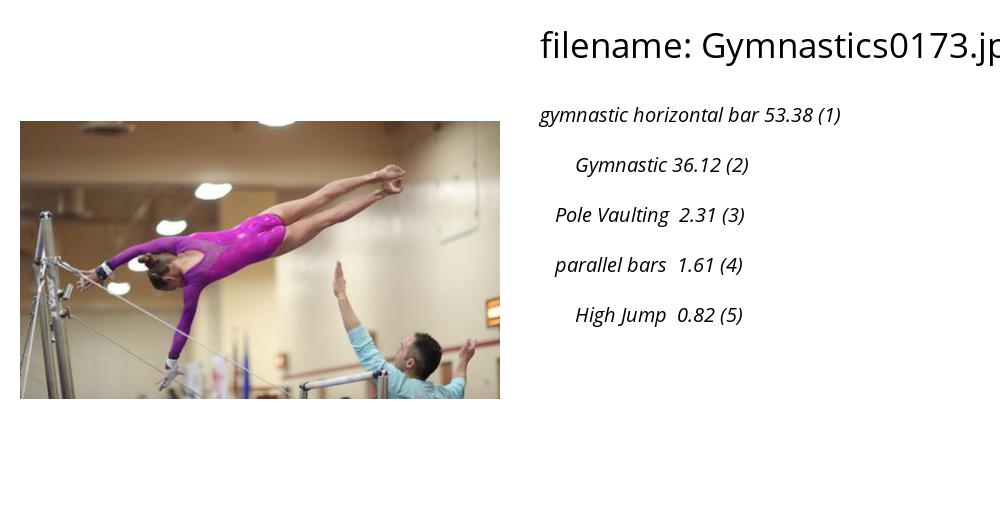 filename: Gymnastics0173.jp
gymnastic horizontal bar 53.38 (1)
Gymnastic 36.12 (2)
Pole Vaulting 2.31 (3)
parallel bars 1.61 (4)
High Jump 0.82 (5)